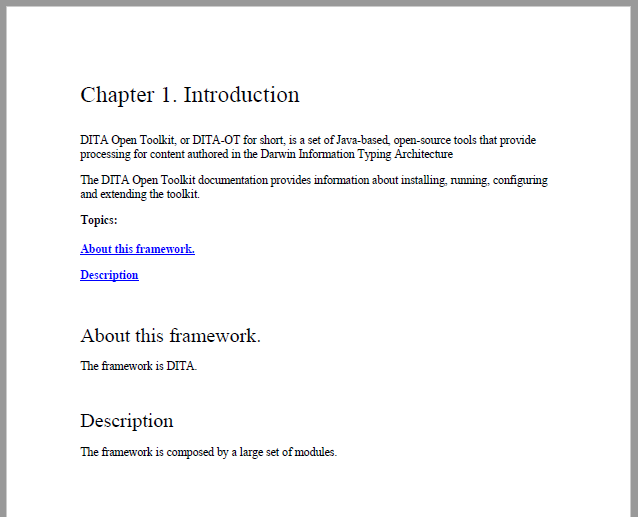 Chapter 1. Introduction
DITA Open Toolkit, or DITA-OT for short, is a set of Java-based, open-source tools that provide
processing for content authored in the Darwin Information Typing Architecture
The DITA Open Toolkit documentation provides information about installing, running, configuring
and extending the toolkit.
Topics:
About this framework.
Description
About this framework.
The framework is DITA.
Description
The framework is composed by a large set of modules.